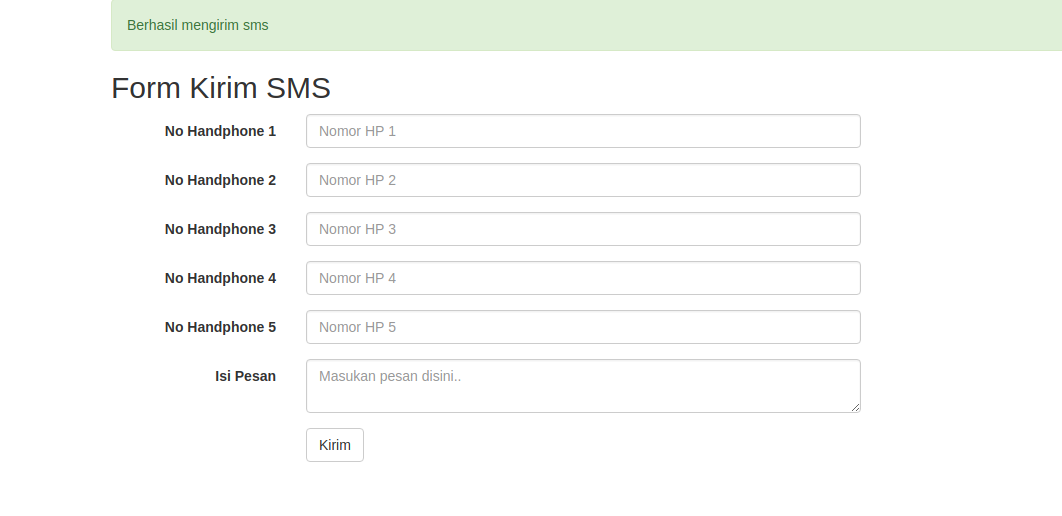 Berhasil mengirim sms
Form Kirim SMS
No Handphone 1 Nomor HP 1
No Handphone 2 Nomor HP 2
No Handphone 3 Nomor HP 3
No Handphone 4 Nomor HP 4
No Handphone 5 Nomor HP 5
Isi Pesan Masukan pesan disini..
Kirim